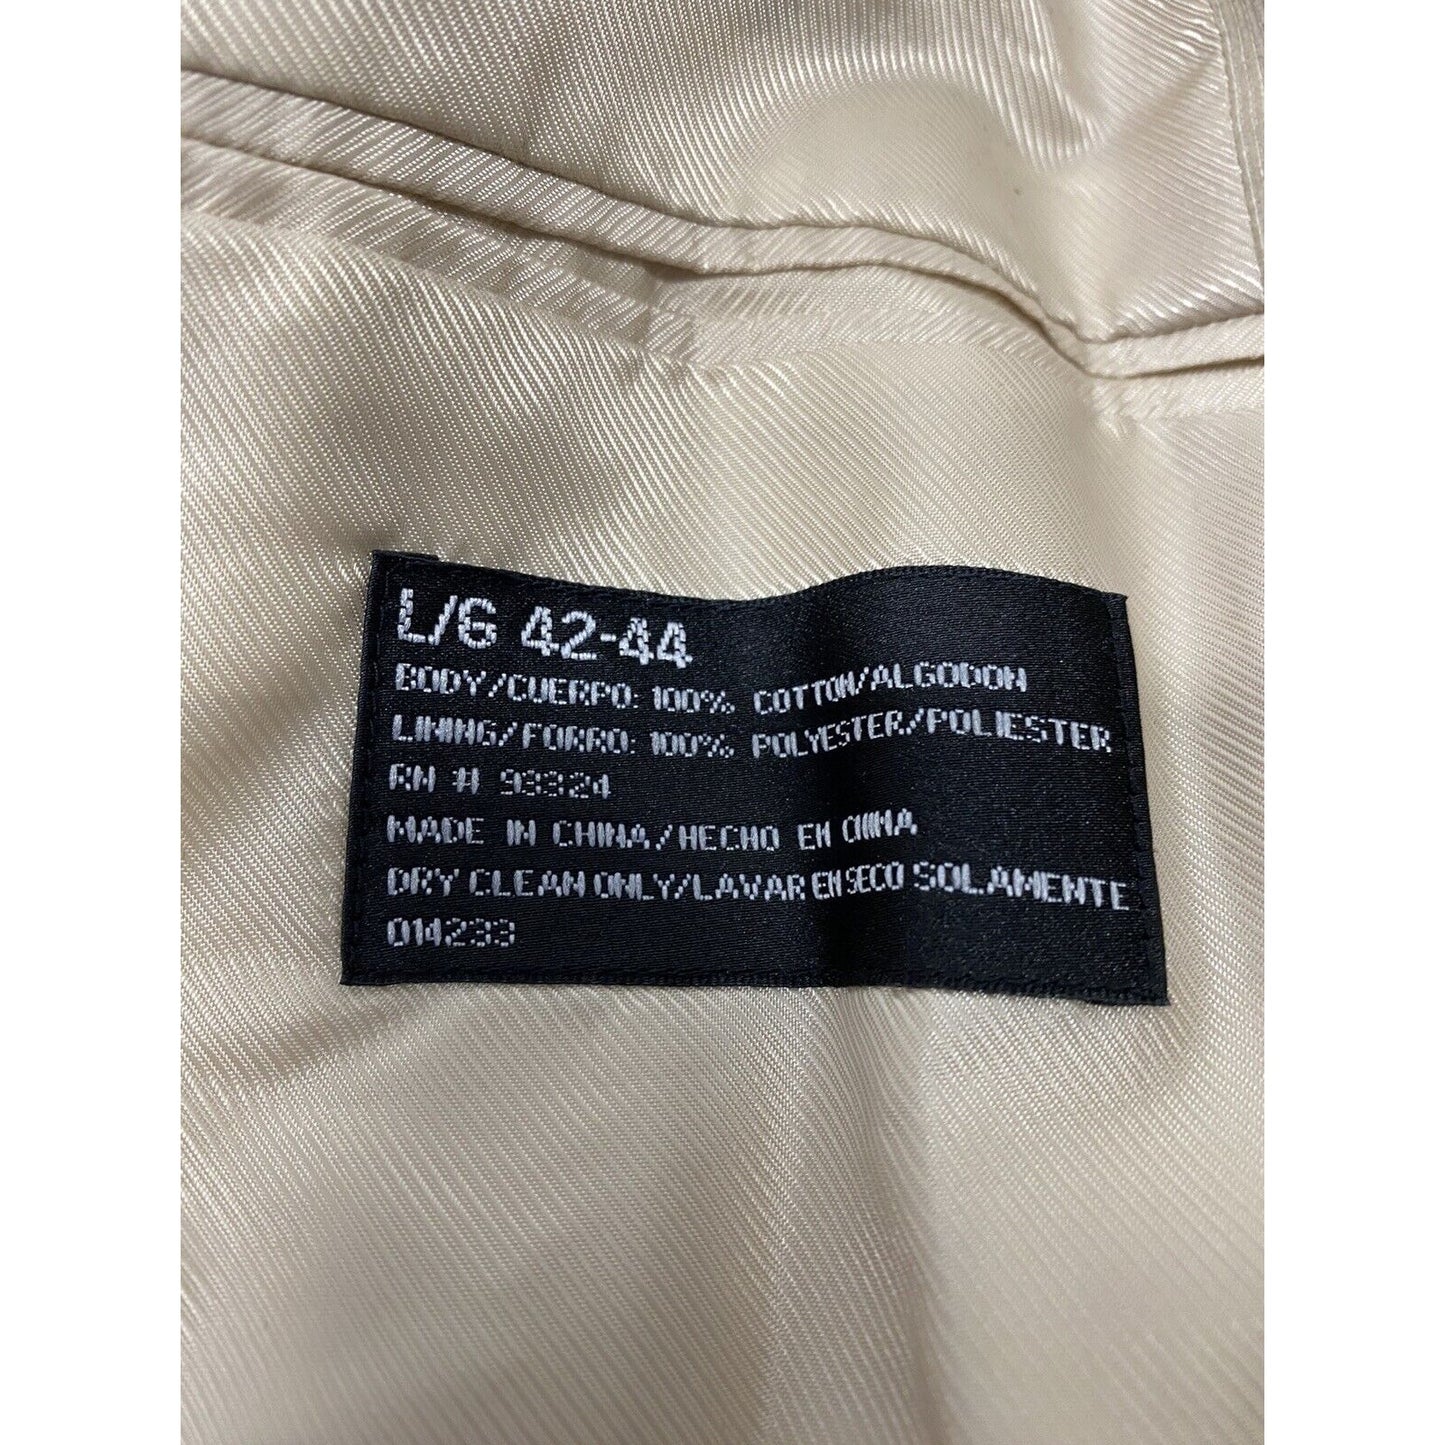 L/G 42-44
BODY/CUERPO: 100% COTTON/ALGODON
LINING/FORRO: 100% POLYESTER/POLIESTER
RN # 93324
MADE IN CHINA/HECHO EN CHINA
DRY CLEAN ONLY/LAVAR EN SECO SOLAMENTE
014233